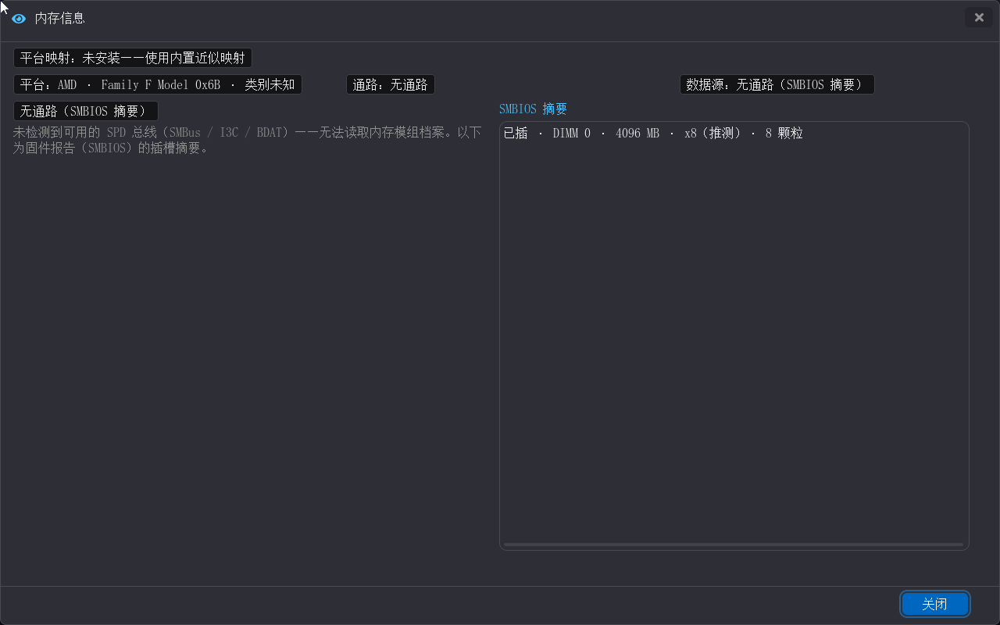 内存信息
平台映射：未安装——使用内置近似映射
平台：AMD · Family F Model 0x6B · 类别未知
通路：无通路
数据源：无通路（SMBIOS 摘要）
无通路（SMBIOS 摘要）
未检测到可用的 SPD 总线（SMBus / I3C / BDAT）——无法读取内存模组档案。以下
为固件报告（SMBIOS）的插槽摘要。
SMBIOS 摘要
已插 · DIMM 0 · 4096 MB · x8（推测） · 8 颗粒
关闭